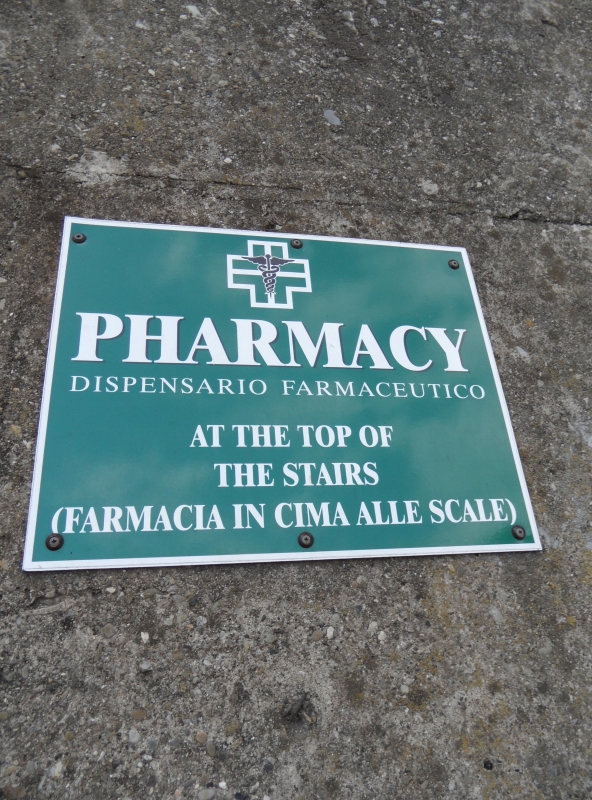 PHARMACY
DISPENSARIO FARMACEUTICO
AT THE TOP OF
THE STAIRS
(FARMACIA IN CIMA ALLE SCALE)